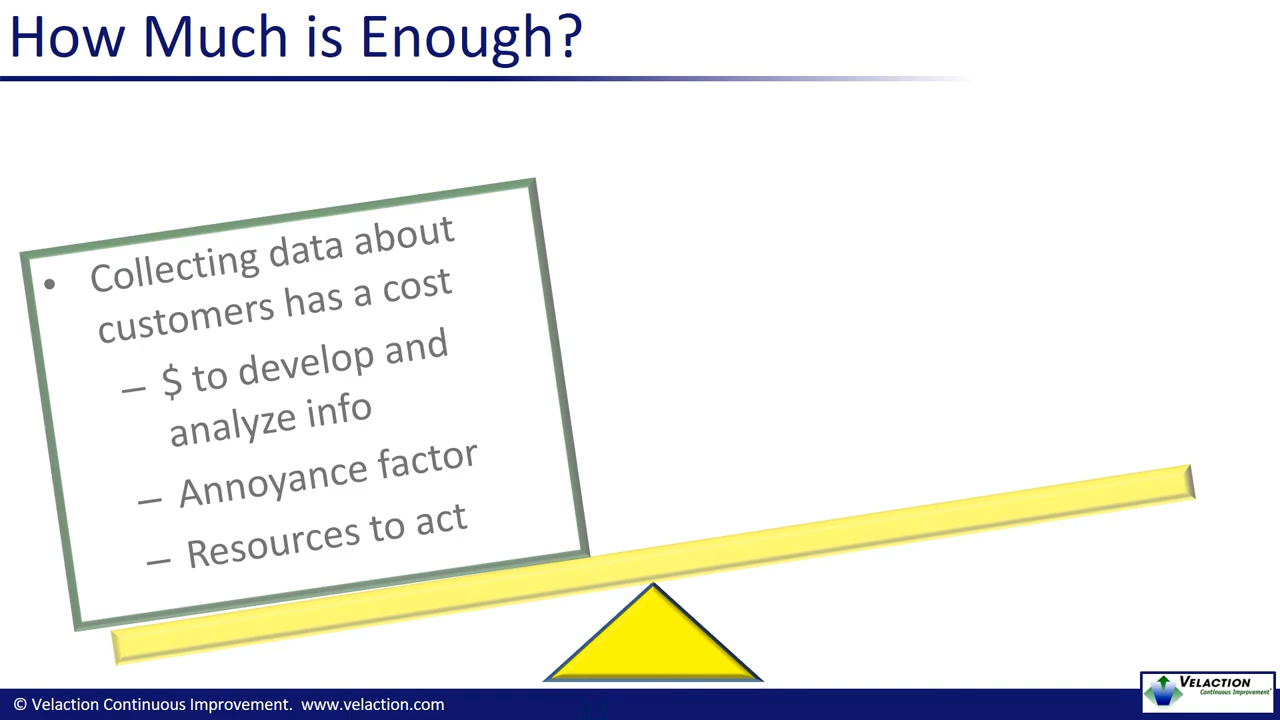 How Much is Enough?
• Collecting data about
customers has a cost
– $ to develop and
analyze info
– Annoyance factor
– Resources to act
© Velaction Continuous Improvement. www.velaction.com
VELACTION
Continuous Improvement